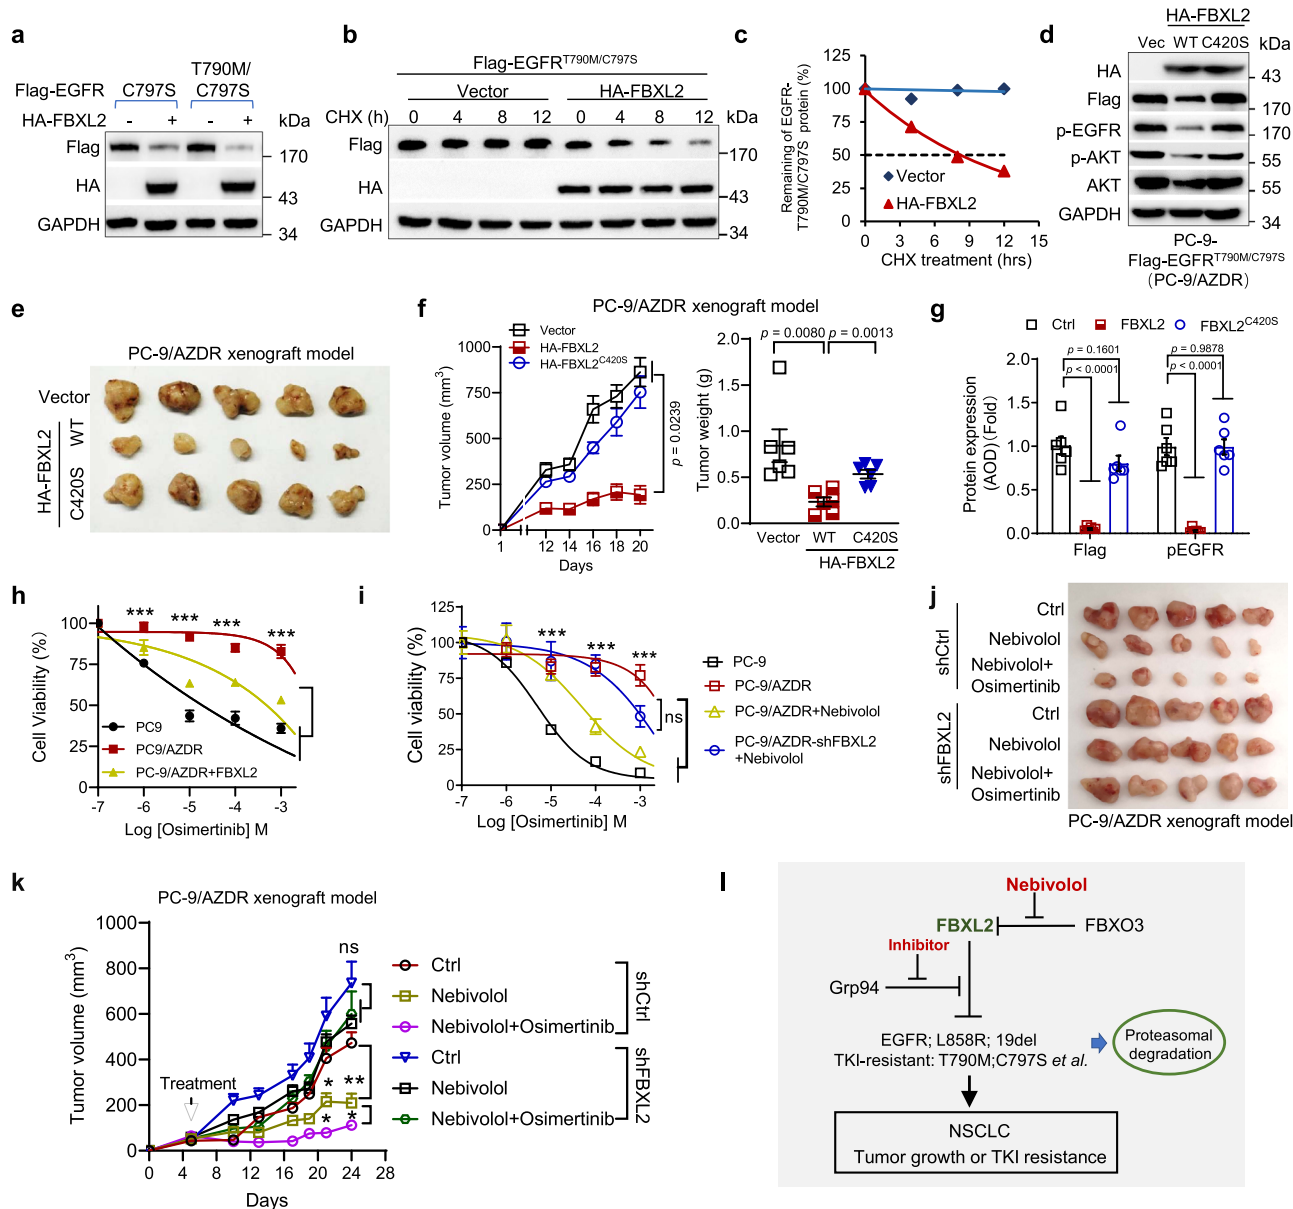 a
Flag-EGFR C797S T790M/
C797S
HA-FBXL2 - + - + kDa
Flag
170
HA
43
GAPDH
34
b
Flag-EGFRT790M/C797S
Vector HA-FBXL2
CHX (h) 0 4 8 12 0 4 8 12 kDa
Flag
170
HA
43
GAPDH
34
c
Remaining of EGFR-
T790M/C797S protein (%)
125
100
75
50
25
0
Vector
HA-FBXL2
0 3 6 9 12 15
CHX treatment (hrs)
d
HA-FBXL2
Vec WT C420S kDa
HA 43
Flag 170
p-EGFR 170
p-AKT 55
AKT 55
GAPDH 34
PC-9-
Flag-EGFRT790M/C797S
(PC-9/AZDR)
e
PC-9/AZDR xenograft model
Vector
HA-FBXL2
WT
C420S
f
PC-9/AZDR xenograft model
Vector
HA-FBXL2
HA-FBXL2C420S
Tumor volume (mm3)
1000
750
500
250
0
1 12 14 16 18 20
Days
p = 0.0239
Tumor weight (g)
2.0
1.5
1.0
0.5
0.0
p = 0.0080 p = 0.0013
Vector WT C420S
HA-FBXL2
g
Ctrl FBXL2 FBXL2C420S
Protein expression
(AOD)(Fold)
2.0
1.5
1.0
0.5
0.0
p = 0.1601
p < 0.0001
p = 0.9878
p < 0.0001
Flag pEGFR
h
Cell Viability (%)
100
75
50
25
0
*** *** *** ***
PC9
PC9/AZDR
PC-9/AZDR+FBXL2
-7 -6 -5 -4 -3
Log [Osimertinib] M
i
Cell viability (%)
125
100
75
50
25
0
*** *** ***
ns
PC-9
PC-9/AZDR
PC-9/AZDR+Nebivolol
PC-9/AZDR-shFBXL2
+Nebivolol
-7 -6 -5 -4 -3
Log [Osimertinib] M
j
shCtrl
Ctrl
Nebivolol
Nebivolol+
Osimertinib
shFBXL2
Ctrl
Nebivolol
Nebivolol+
Osimertinib
PC-9/AZDR xenograft model
k
PC-9/AZDR xenograft model
Tumor volume (mm3)
1000
800
600
400
200
0
Treatment
ns
* **
* *
0 4 8 12 16 20 24 28
Days
Ctrl
Nebivolol
Nebivolol+Osimertinib
shCtrl
Ctrl
Nebivolol
Nebivolol+Osimertinib
shFBXL2
l
Nebivolol
FBXL2 FBXO3
Inhibitor
Grp94
EGFR; L858R; 19del
TKI-resistant: T790M;C797S et al.
Proteasomal
degradation
NSCLC
Tumor growth or TKI resistance